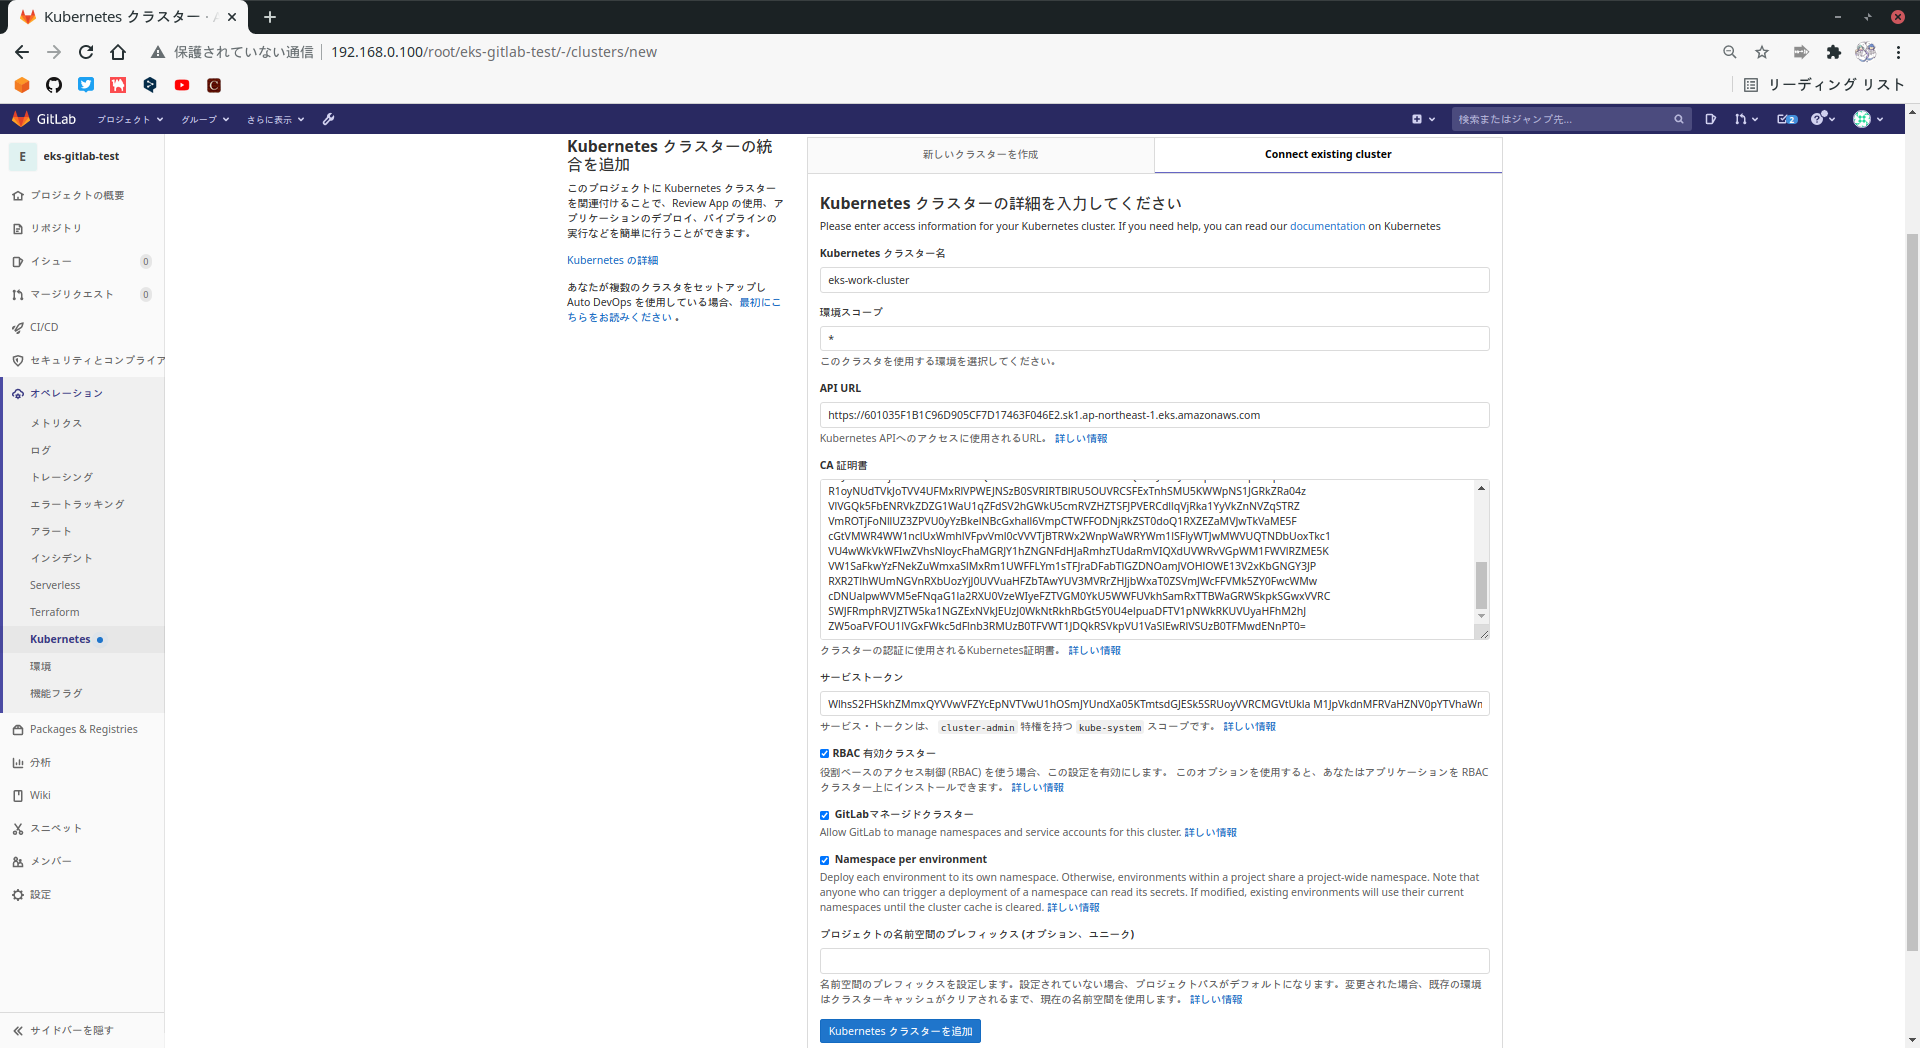 Kubernetes クラスター ·
保護されていない通信
192.168.0.100/root/eks-gitlab-test/-/clusters/new
リーディング リスト
GitLab
プロジェクト
グループ
さらに表示
検索またはジャンプ先...
2
E
eks-gitlab-test
プロジェクトの概要
リポジトリ
イシュー 0
マージリクエスト 0
CI/CD
セキュリティとコンプライア
オペレーション
メトリクス
ログ
トレーシング
エラートラッキング
アラート
インシデント
Serverless
Terraform
Kubernetes
環境
機能フラグ
Packages & Registries
分析
Wiki
スニペット
メンバー
設定
サイドバーを隠す
Kubernetes クラスターの統
合を追加
このプロジェクトに Kubernetes クラスター
を関連付けることで、Review App の使用、ア
プリケーションのデプロイ、パイプラインの
実行などを簡単に行うことができます。
Kubernetes の詳細
あなたが複数のクラスタをセットアップし
Auto DevOps を使用している場合、最初にこ
ちらをお読みください 。
新しいクラスターを作成
Connect existing cluster
Kubernetes クラスターの詳細を入力してください
Please enter access information for your Kubernetes cluster. If you need help, you can read our documentation on Kubernetes
Kubernetes クラスター名
eks-work-cluster
環境スコープ
*
このクラスタを使用する環境を選択してください。
API URL
https://601035F1B1C96D905CF7D17463F046E2.sk1.ap-northeast-1.eks.amazonaws.com
Kubernetes APIへのアクセスに使用されるURL。 詳しい情報
CA 証明書
クラスターの認証に使用されるKubernetes証明書。 詳しい情報
サービストークン
サービス・トークンは、 cluster-admin 特権を持つ kube-system スコープです。 詳しい情報
RBAC 有効クラスター
役割ベースのアクセス制御 (RBAC) を使う場合、この設定を有効にします。 このオプションを使用すると、あなたはアプリケーションを RBAC
クラスター上にインストールできます。 詳しい情報
GitLabマネージドクラスター
Allow GitLab to manage namespaces and service accounts for this cluster. 詳しい情報
Namespace per environment
Deploy each environment to its own namespace. Otherwise, environments within a project share a project-wide namespace. Note that
anyone who can trigger a deployment of a namespace can read its secrets. If modified, existing environments will use their current
namespaces until the cluster cache is cleared. 詳しい情報
プロジェクトの名前空間のプレフィックス (オプション、ユニーク)
名前空間のプレフィックスを設定します。設定されていない場合、プロジェクトパスがデフォルトになります。変更された場合、既存の環境
はクラスターキャッシュがクリアされるまで、現在の名前空間を使用します。 詳しい情報
Kubernetes クラスターを追加